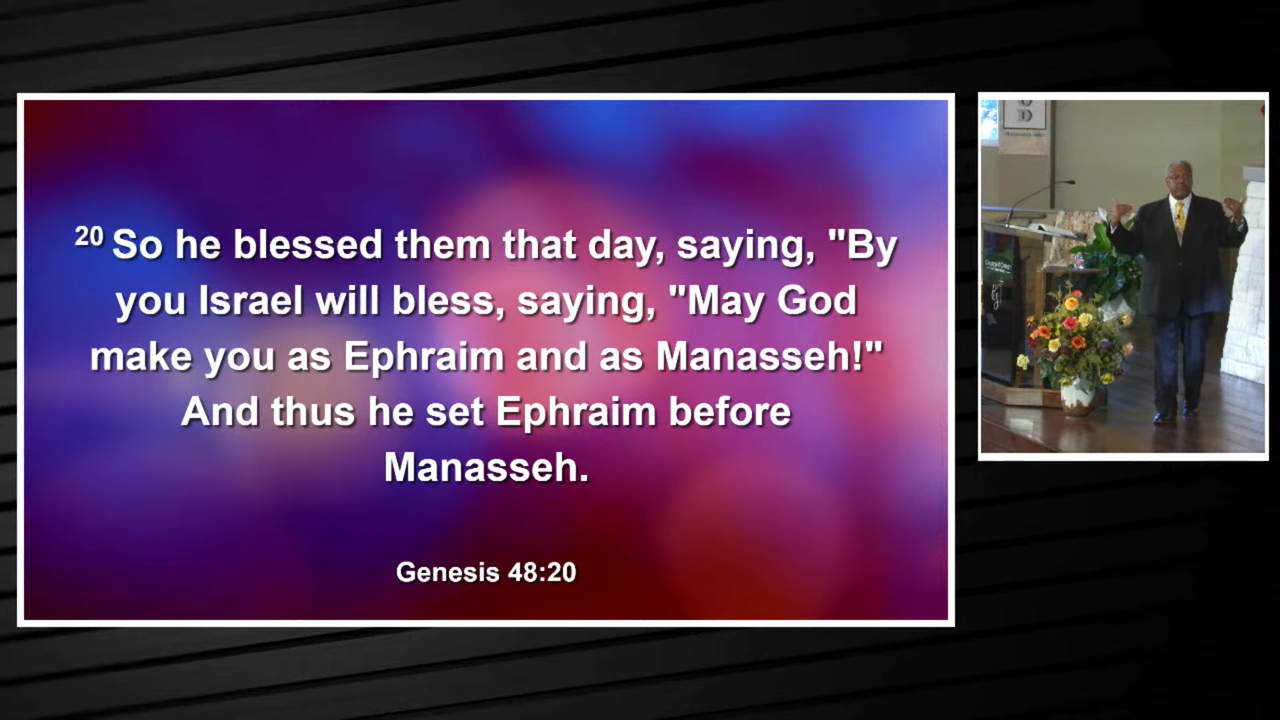 20 So he blessed them that day, saying, "By
you Israel will bless, saying, "May God
make you as Ephraim and as Manasseh!"
And thus he set Ephraim before
Manasseh.
Genesis 48:20
O
D